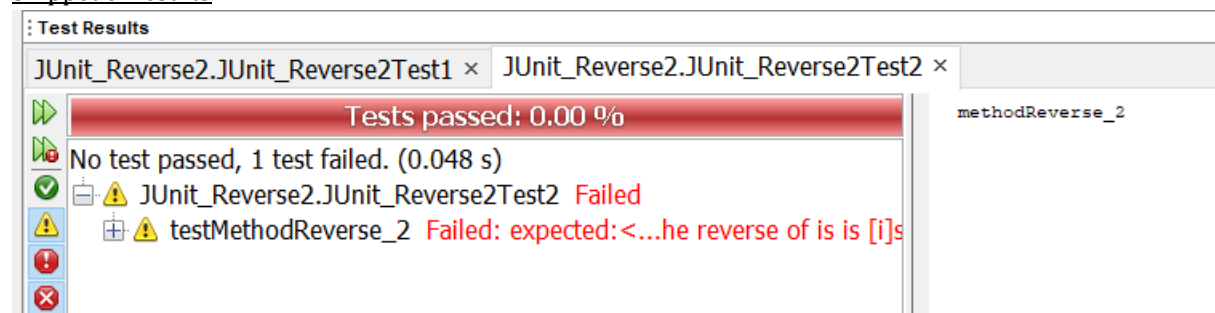 Test Results
JUnit_Reverse2.JUnit_Reverse2Test1 × JUnit_Reverse2.JUnit_Reverse2Test2 ×
Tests passed: 0.00 %
methodReverse_2
No test passed, 1 test failed. (0.048 s)
JUnit_Reverse2.JUnit_Reverse2Test2 Failed
testMethodReverse_2 Failed: expected:<...he reverse of is is [i]s